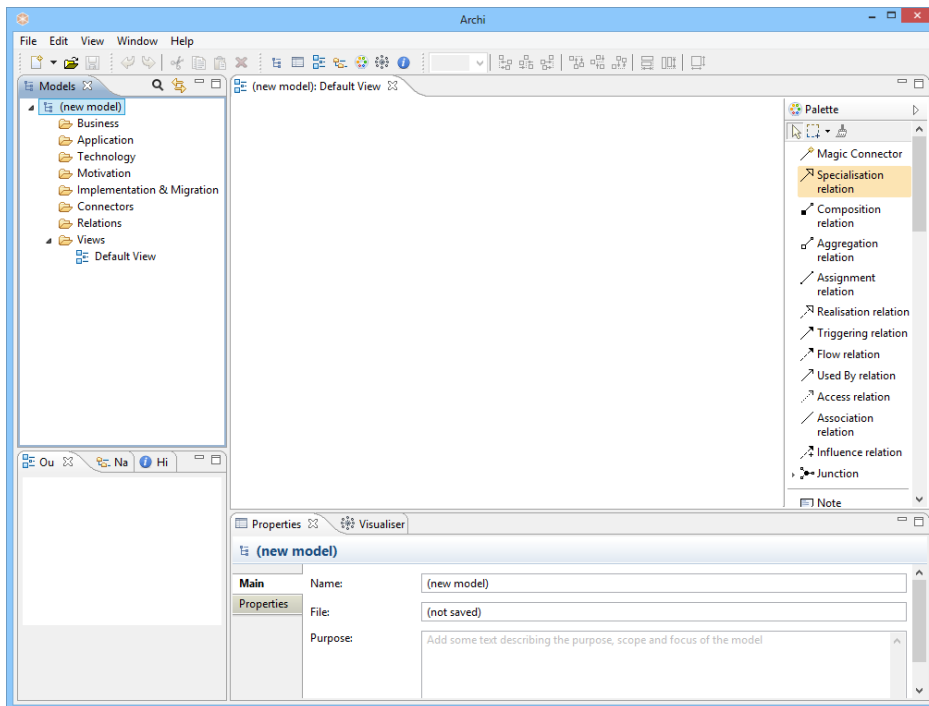 Archi
File Edit View Window Help
Models
(new model)
Business
Application
Technology
Motivation
Implementation & Migration
Connectors
Relations
Views
Default View
(new model): Default View
Palette
Magic Connector
Specialisation
relation
Composition
relation
Aggregation
relation
Assignment
relation
Realisation relation
Triggering relation
Flow relation
Used By relation
Access relation
Association
relation
Influence relation
Junction
Note
Ou Na Hi
Properties Visualiser
(new model)
Main
Properties
Name: (new model)
File: (not saved)
Purpose: Add some text describing the purpose, scope and focus of the model